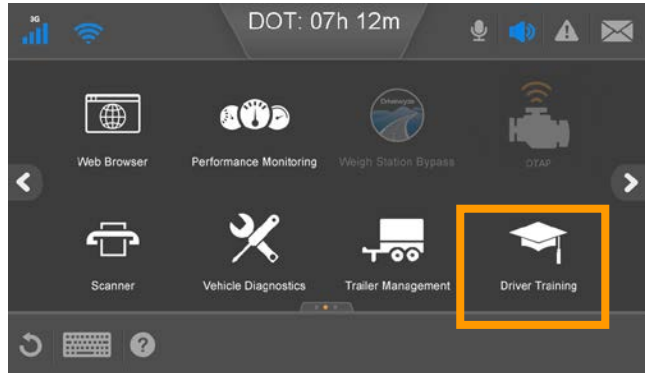 3G
DOT: 07h 12m
Web Browser
Performance Monitoring
Drivewyze
Weigh Station Bypass
OTAP
Scanner
Vehicle Diagnostics
Trailer Management
Driver Training
?